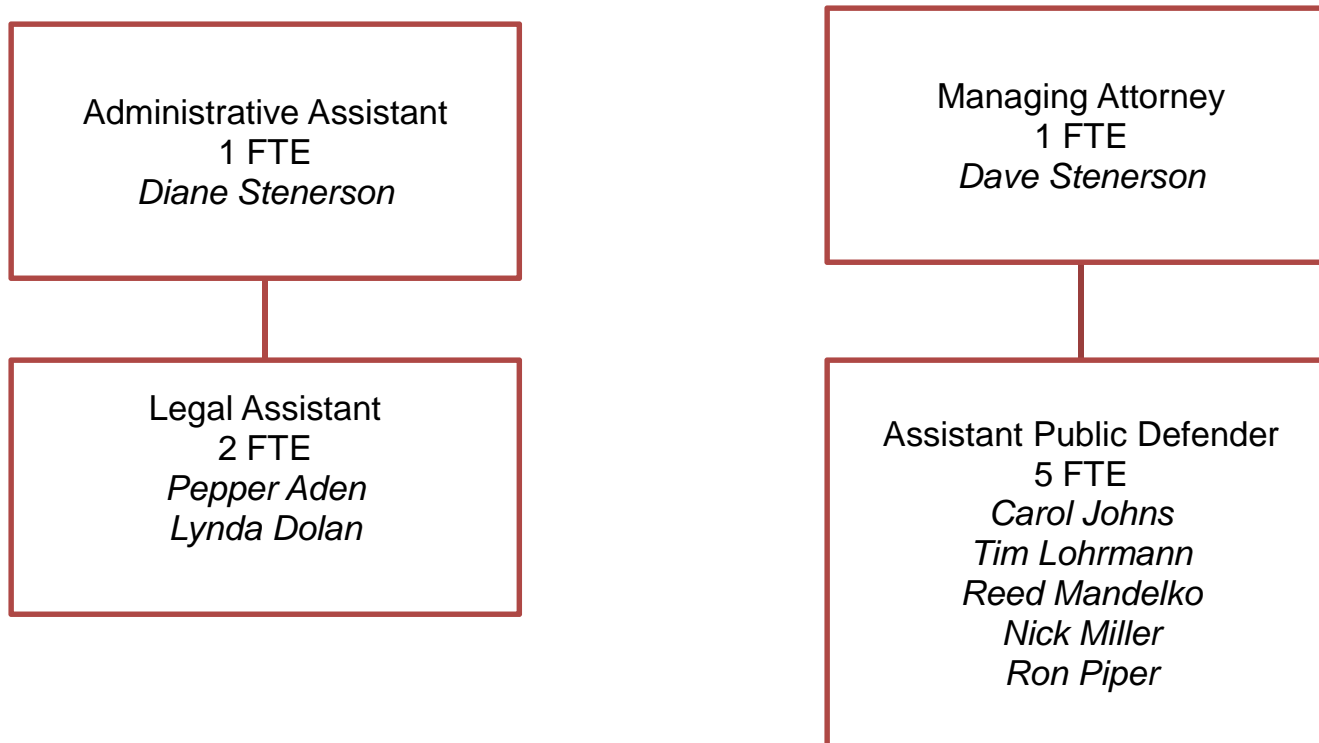 Administrative Assistant
1 FTE
Diane Stenerson
Legal Assistant
2 FTE
Pepper Aden
Lynda Dolan
Managing Attorney
1 FTE
Dave Stenerson
Assistant Public Defender
5 FTE
Carol Johns
Tim Lohrmann
Reed Mandelko
Nick Miller
Ron Piper